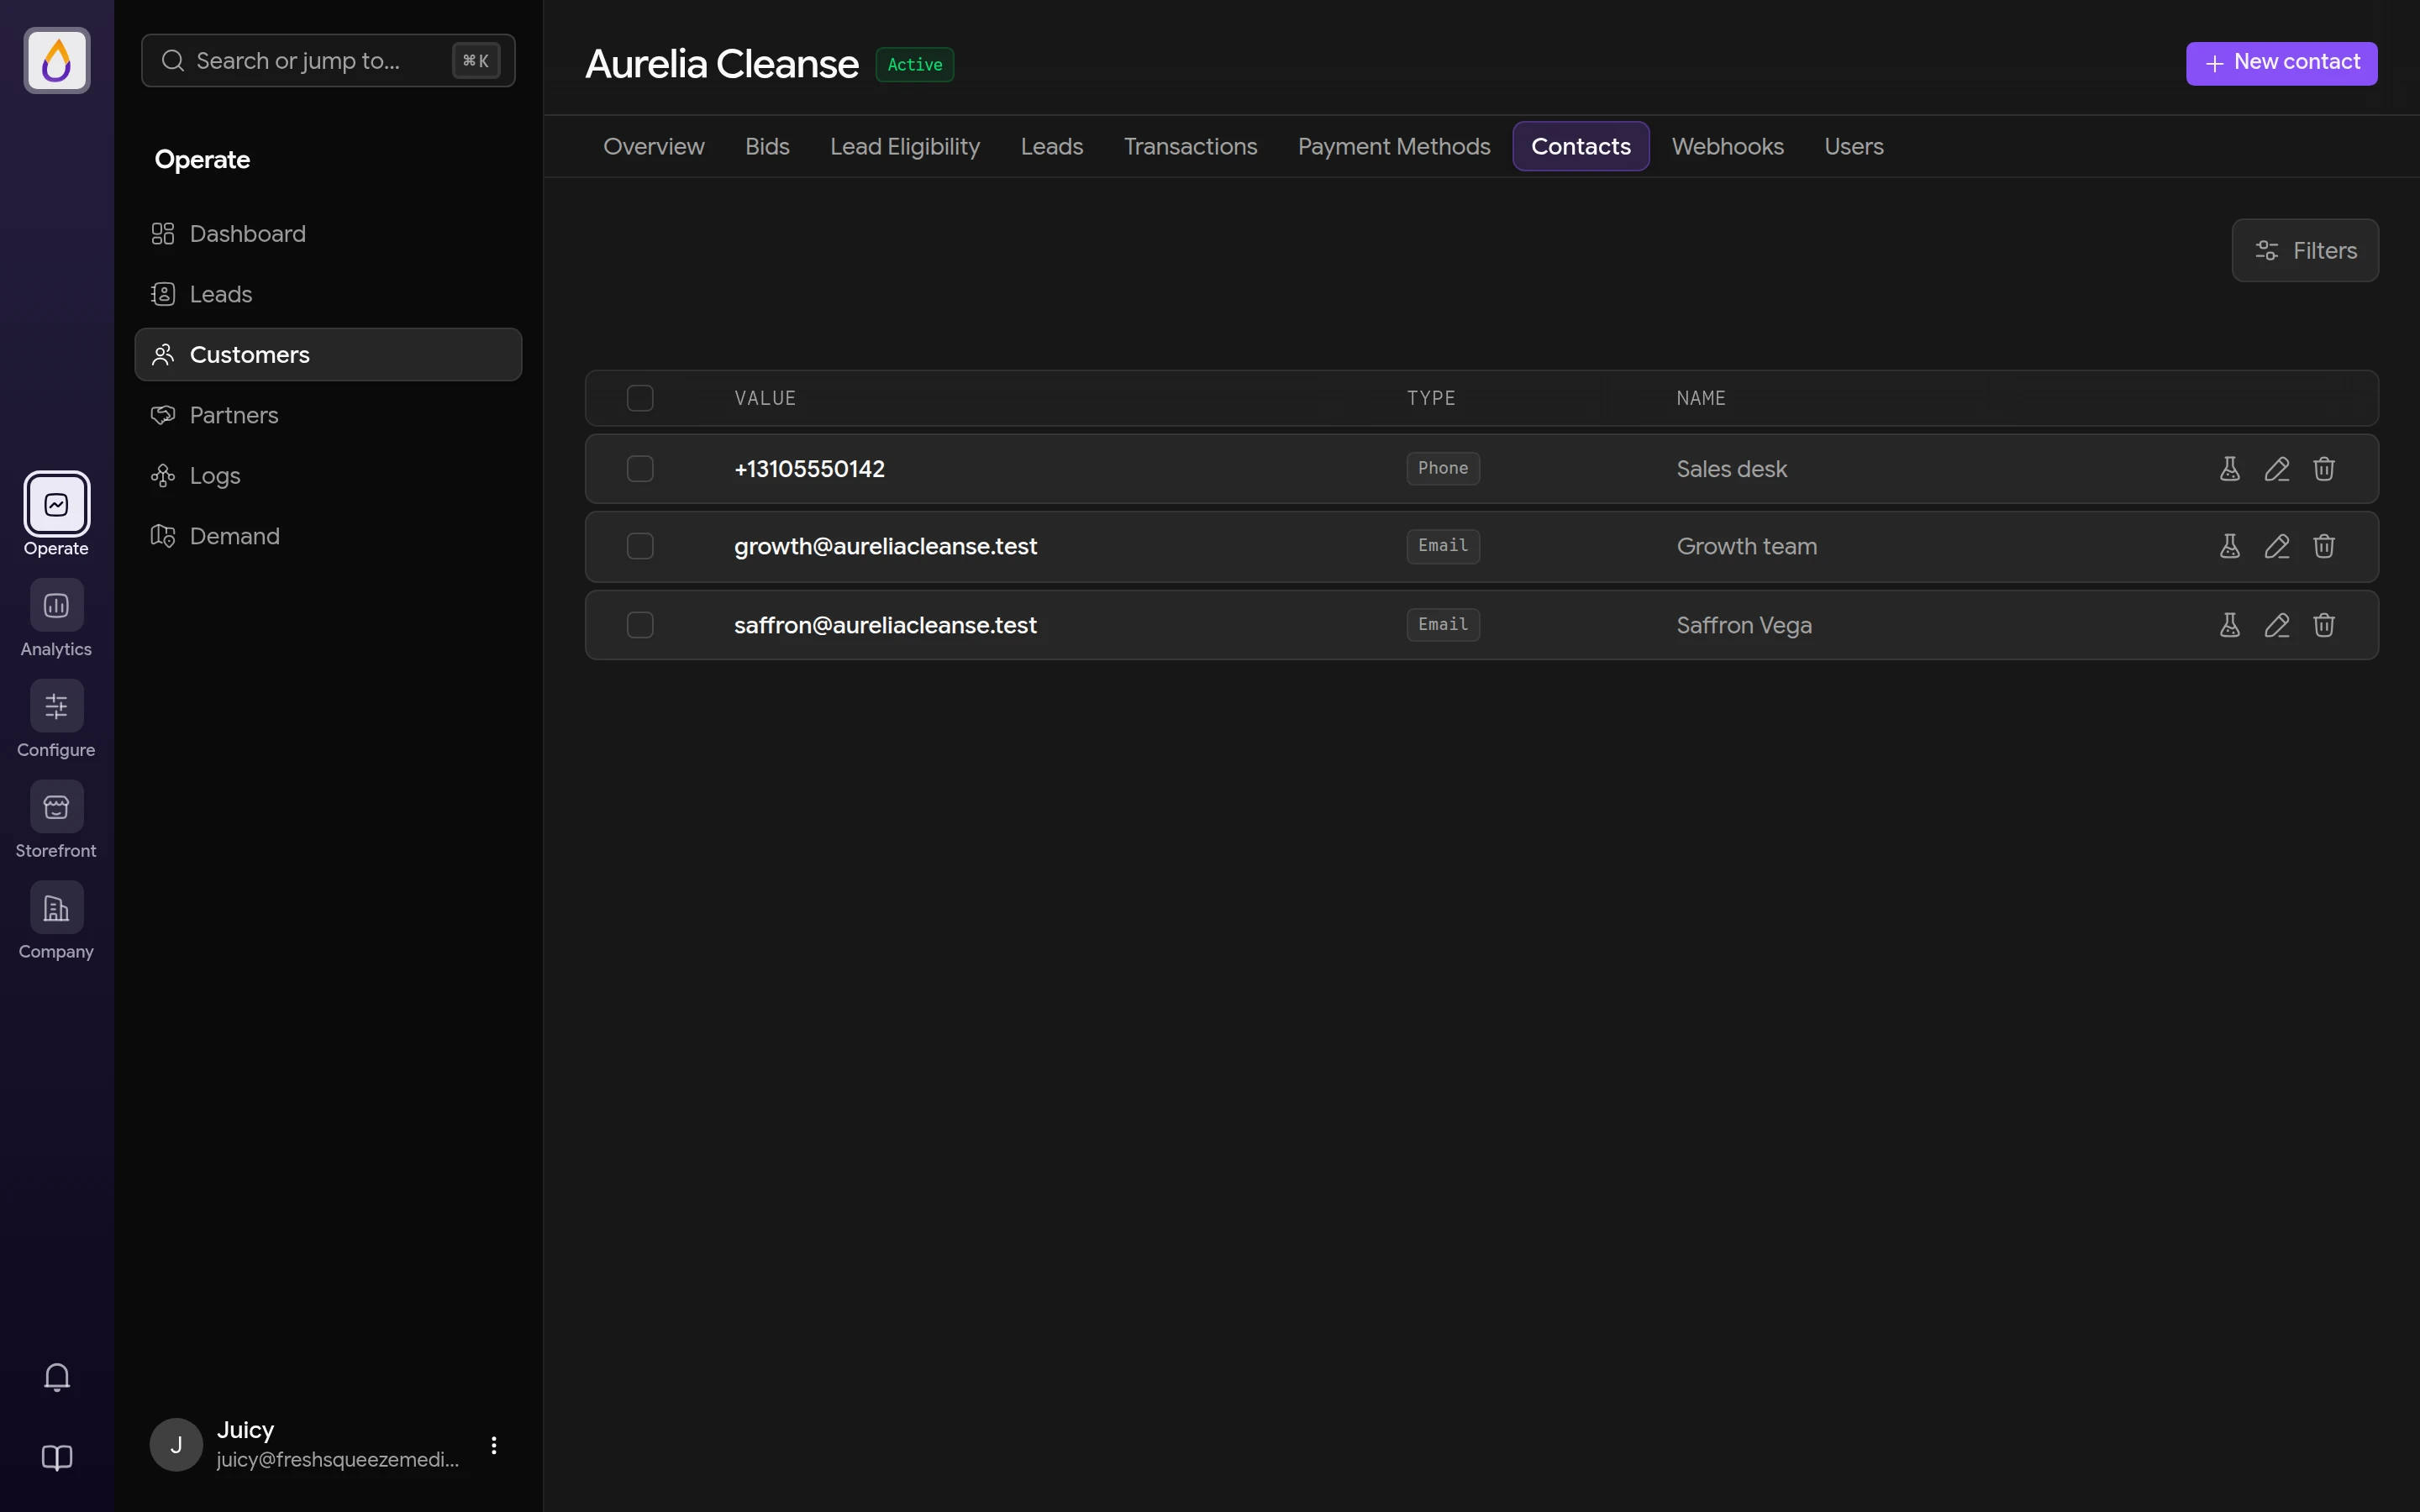 Search or jump to... ⌘K
Operate
Dashboard
Leads
Customers
Partners
Logs
Demand
Operate
Analytics
Configure
Storefront
Company
J
Juicy
juicy@freshsqueezemedi...
Aurelia Cleanse Active
New contact
Overview Bids Lead Eligibility Leads Transactions Payment Methods Contacts Webhooks Users
Filters
VALUE TYPE NAME
+13105550142 Phone Sales desk
growth@aureliacleanse.test Email Growth team
saffron@aureliacleanse.test Email Saffron Vega